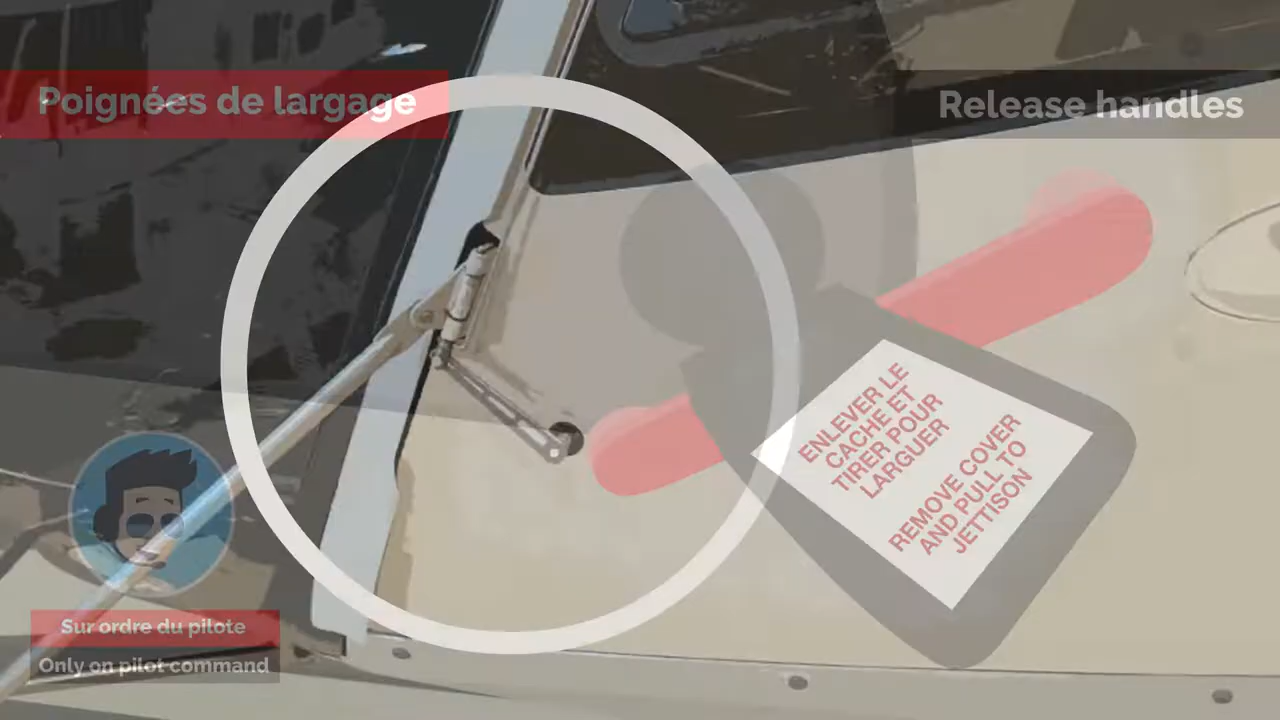 Poignées de largage
Release handles
ENLEVER LE
CACHE ET
TIRER POUR
LARGUER
REMOVE COVER
AND PULL TO
JETTISON
Sur ordre du pilote
Only on pilot command